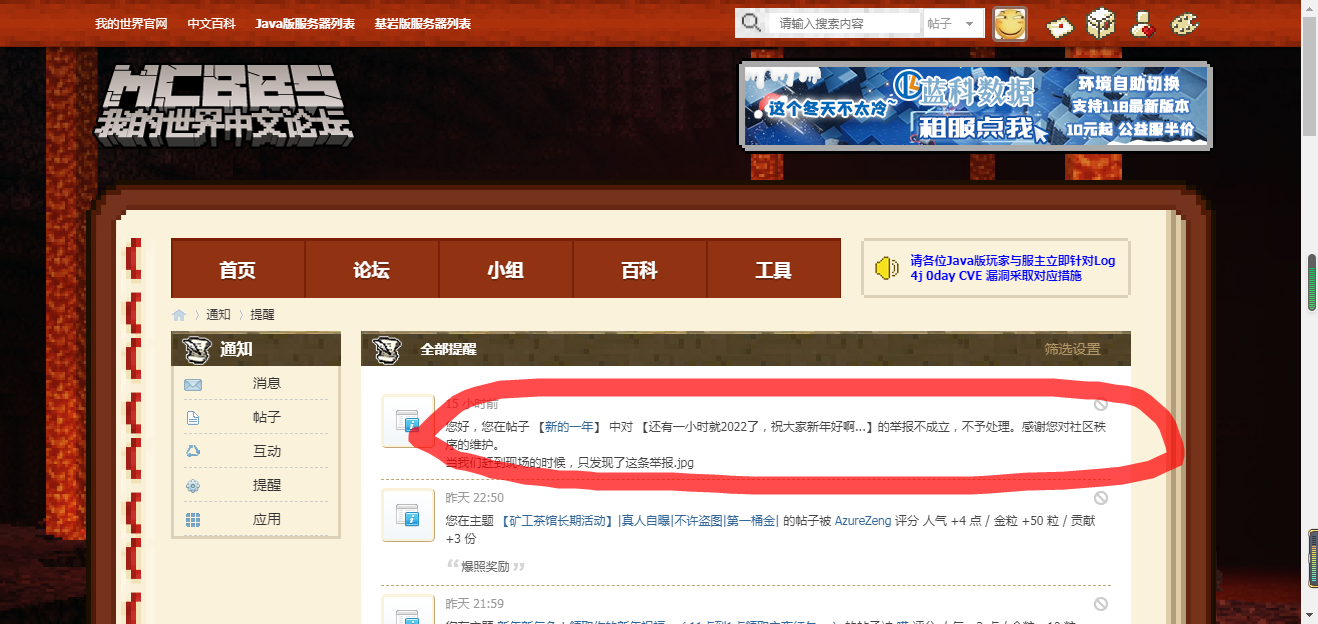 我的世界官网 中文百科 Java版服务器列表 基岩版服务器列表
请输入搜索内容 帖子
MCBBS
我的世界中文论坛
这个冬天不太冷~
蓝科数据
租服点我
环境自助切换
支持1.18最新版本
10元起 公益服半价
首页 论坛 小组 百科 工具
请各位Java版玩家与服主立即针对Log
4j 0day CVE 漏洞采取对应措施
通知 提醒
通知
消息
帖子
互动
提醒
应用
全部提醒 筛选设置
15 小时前
您好，您在帖子 【新的一年】 中对 【还有一小时就2022了，祝大家新年好啊...】的举报不成立，不予处理。感谢您对社区秩
序的维护。
当我们赶到现场的时候，只发现了这条举报.jpg
昨天 22:50
您在主题 【矿工茶馆长期活动】|真人自曝|不许盗图|第一桶金| 的帖子被 AzureZeng 评分 人气 +4 点 / 金粒 +50 粒 / 贡献
+3 份
“爆照奖励”
昨天 21:59